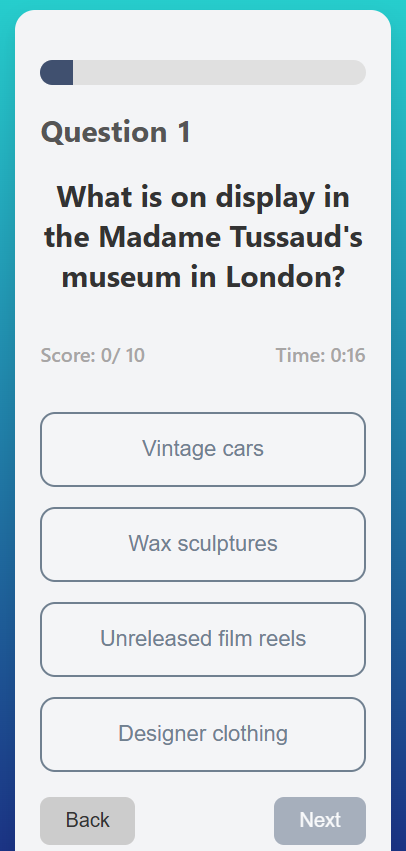 Question 1
What is on display in
the Madame Tussaud's
museum in London?
Score: 0/ 10 Time: 0:16
Vintage cars
Wax sculptures
Unreleased film reels
Designer clothing
Back Next